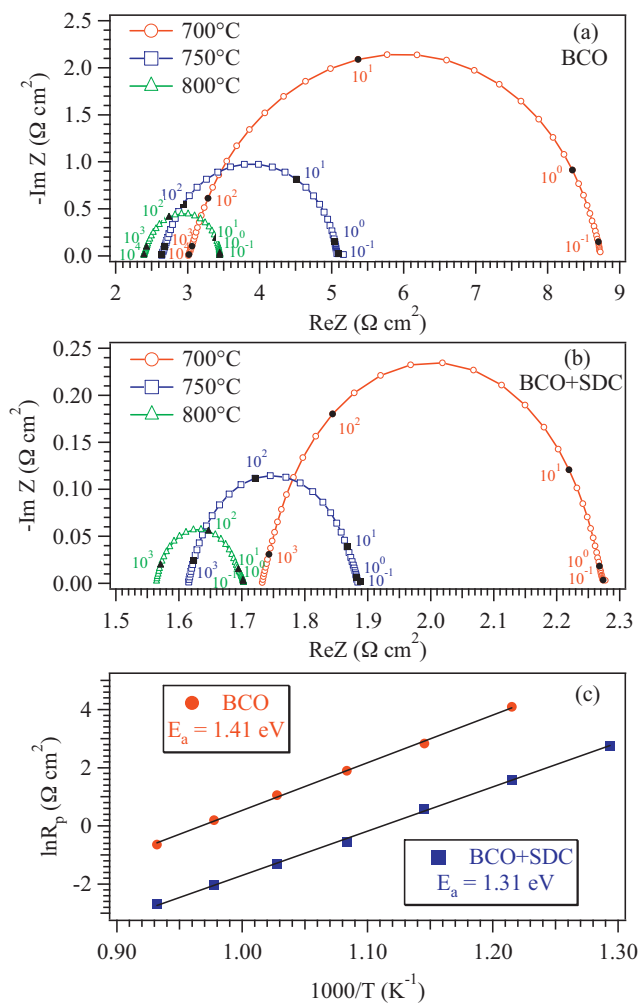 (a)
BCO
700°C
750°C
800°C
-Im Z (Ω cm²)
2.5
2.0
1.5
1.0
0.5
0.0
10¹
10⁰
10⁻¹
10²
10³
10⁴
10²
10³
10¹
10⁰
10⁻¹
10²
10³
10¹
10⁰
10⁻¹
2 3 4 5 6 7 8 9
ReZ (Ω cm²)
(b)
BCO+SDC
700°C
750°C
800°C
-Im Z (Ω cm²)
0.25
0.20
0.15
0.10
0.05
0.00
10²
10¹
10³
10⁰
10⁻¹
10²
10³
10¹
10⁰
10⁻¹
10³
10²
10¹
10⁰
10⁻¹
1.5 1.6 1.7 1.8 1.9 2.0 2.1 2.2 2.3
ReZ (Ω cm²)
(c)
BCO
Eₐ = 1.41 eV
BCO+SDC
Eₐ = 1.31 eV
lnRₚ (Ω cm²)
4
2
0
-2
0.90 1.00 1.10 1.20 1.30
1000/T (K⁻¹)